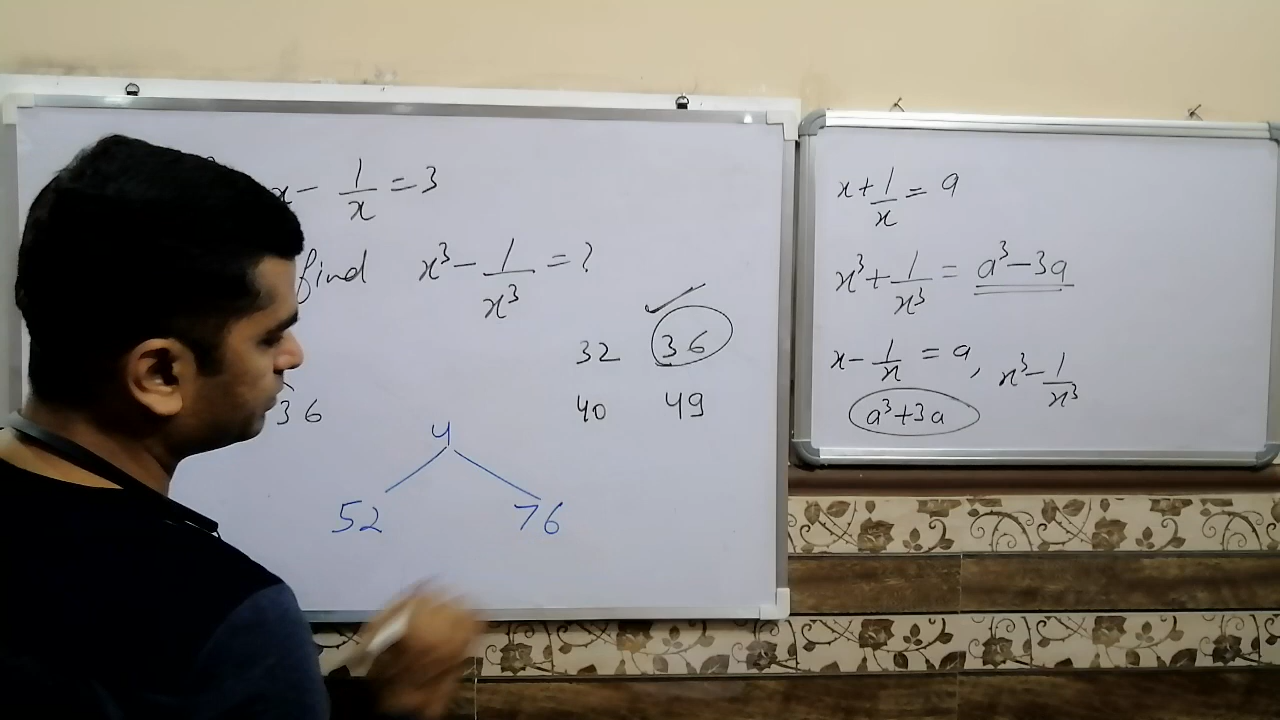 x - 1/x = 3
find x³ - 1/x³ = ?
32 36
40 49
36
4
52 76
x + 1/x = a
x³ + 1/x³ = a³ - 3a
x - 1/x = a, x³ - 1/x³
a³ + 3a